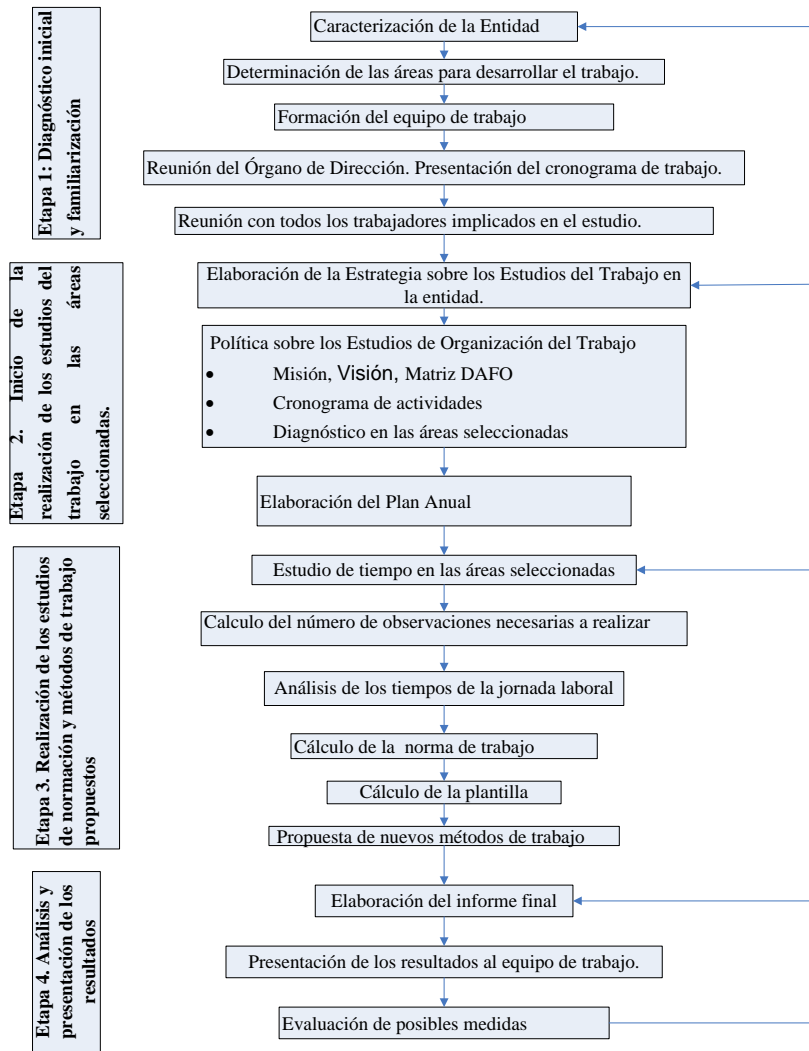 Etapa 1: Diagnóstico inicial
y familiarización
Caracterización de la Entidad
Determinación de las áreas para desarrollar el trabajo.
Formación del equipo de trabajo
Reunión del Órgano de Dirección. Presentación del cronograma de trabajo.
Reunión con todos los trabajadores implicados en el estudio.
Etapa 2. Inicio de la
realización de los estudios del
trabajo en las áreas
seleccionadas.
Elaboración de la Estrategia sobre los Estudios del Trabajo en
la entidad.
Política sobre los Estudios de Organización del Trabajo
• Misión, Visión, Matriz DAFO
• Cronograma de actividades
• Diagnóstico en las áreas seleccionadas
Elaboración del Plan Anual
Etapa 3. Realización de los estudios
de normación y métodos de trabajo
propuestos
Estudio de tiempo en las áreas seleccionadas
Calculo del número de observaciones necesarias a realizar
Análisis de los tiempos de la jornada laboral
Cálculo de la norma de trabajo
Cálculo de la plantilla
Propuesta de nuevos métodos de trabajo
Etapa 4. Análisis y
presentación de los
resultados
Elaboración del informe final
Presentación de los resultados al equipo de trabajo.
Evaluación de posibles medidas